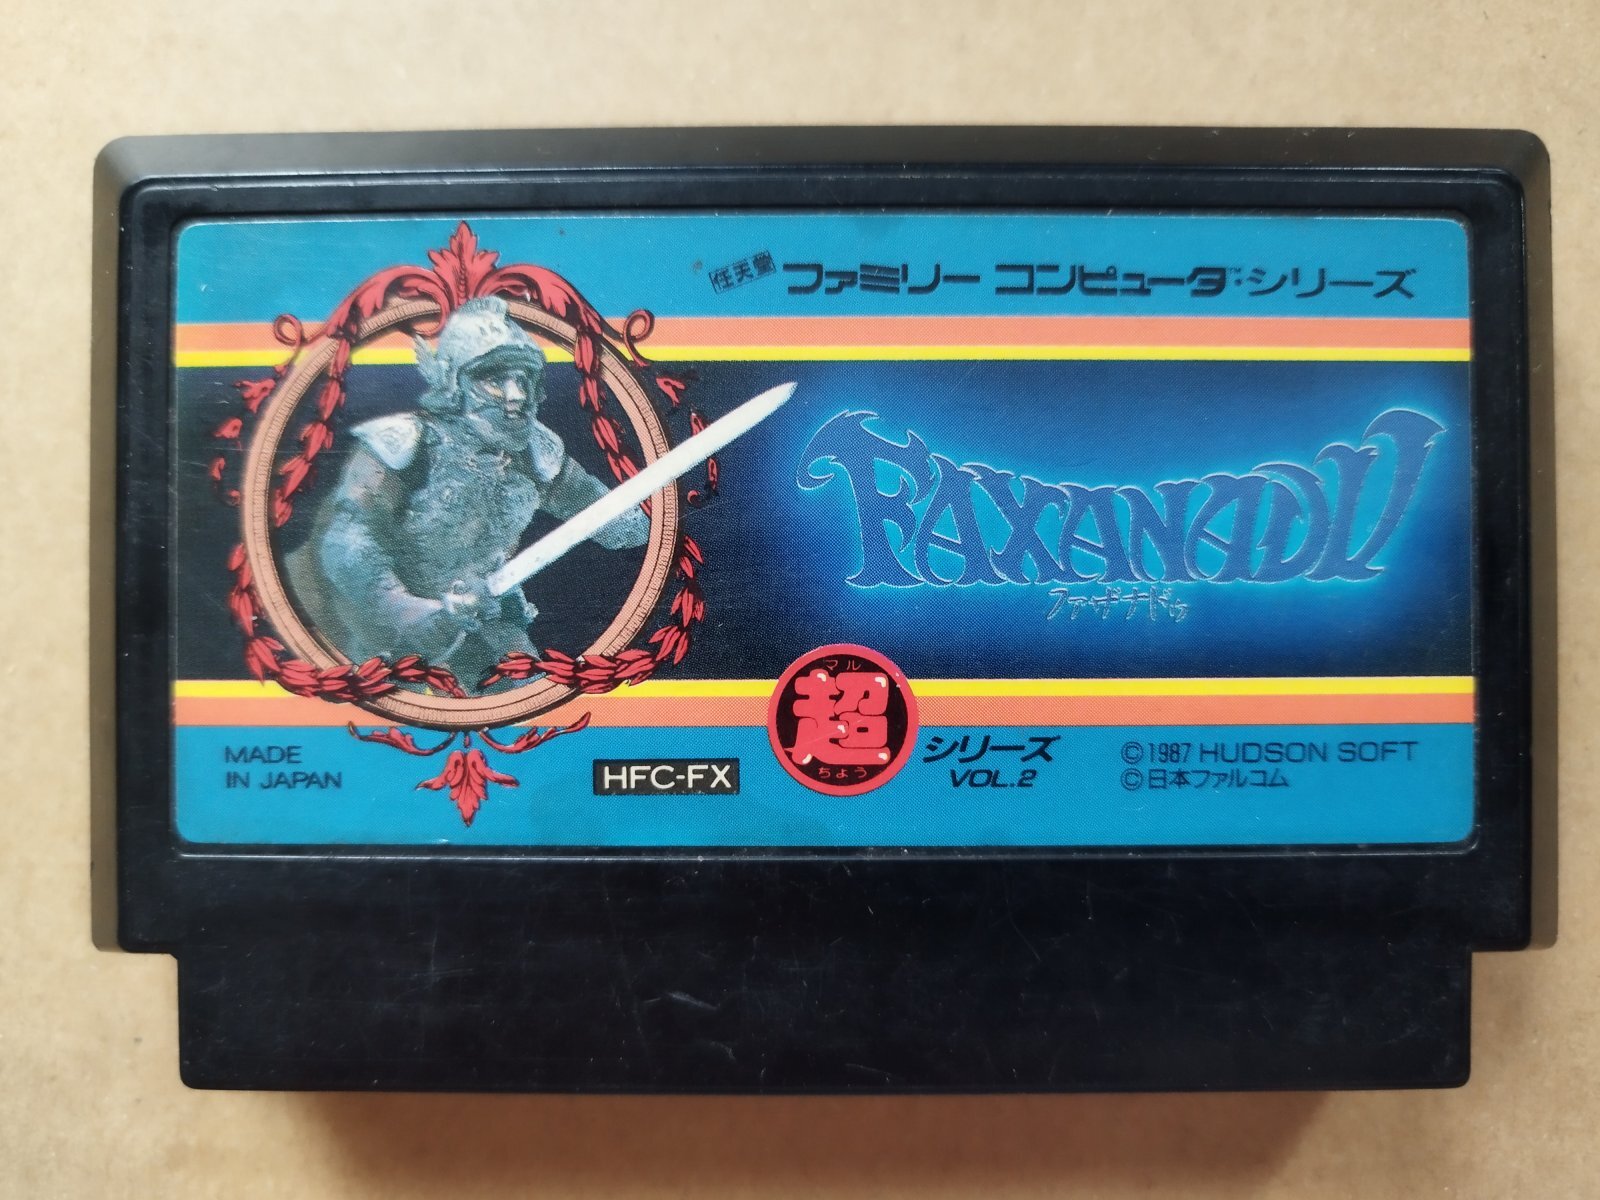 任天堂 ファミリー コンピュータ™・シリーズ
FAXANADU
ファザナドゥ
マル
超
ちょう
シリーズ
VOL.2
MADE
IN JAPAN
HFC-FX
©1987 HUDSON SOFT
©日本ファルコム